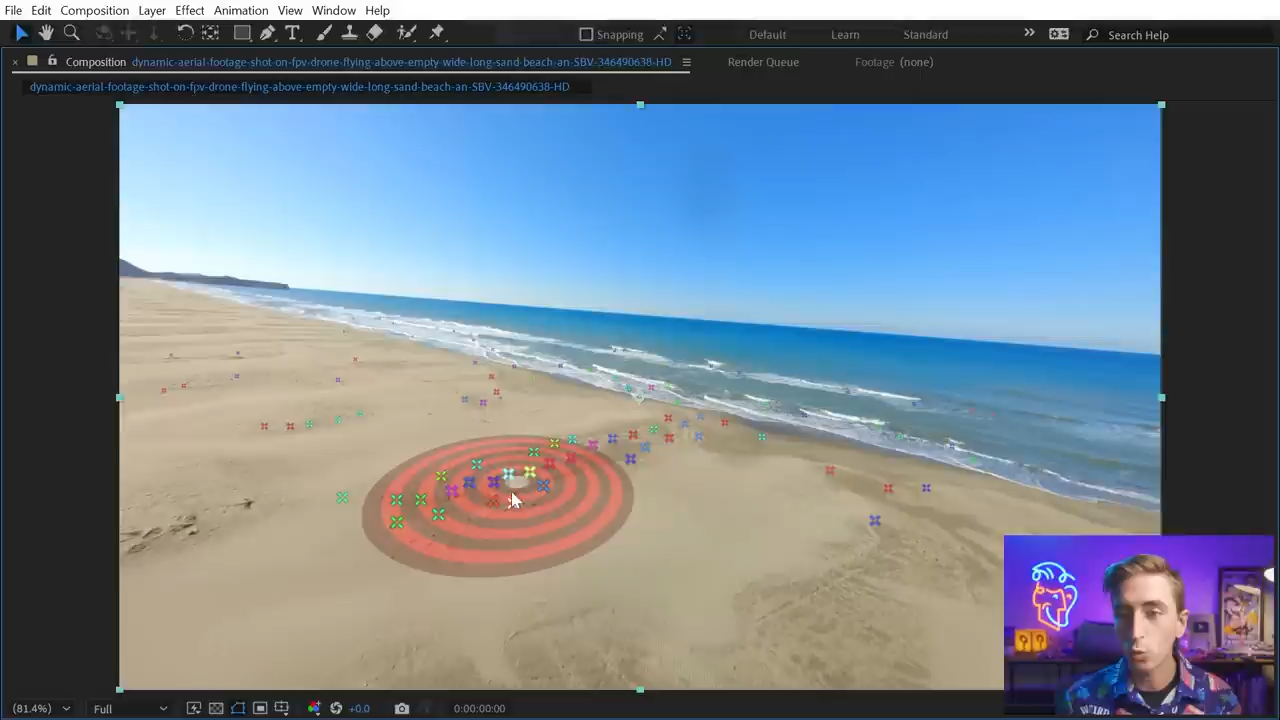 File Edit Composition Layer Effect Animation View Window Help
Snapping Default Learn Standard Search Help
Composition dynamic-aerial-footage-shot-on-fpv-drone-flying-above-empty-wide-long-sand-beach-an-SBV-346490638-HD Render Queue Footage (none)
dynamic-aerial-footage-shot-on-fpv-drone-flying-above-empty-wide-long-sand-beach-an-SBV-346490638-HD
(81.4%) Full +0.0 0:00:00:00